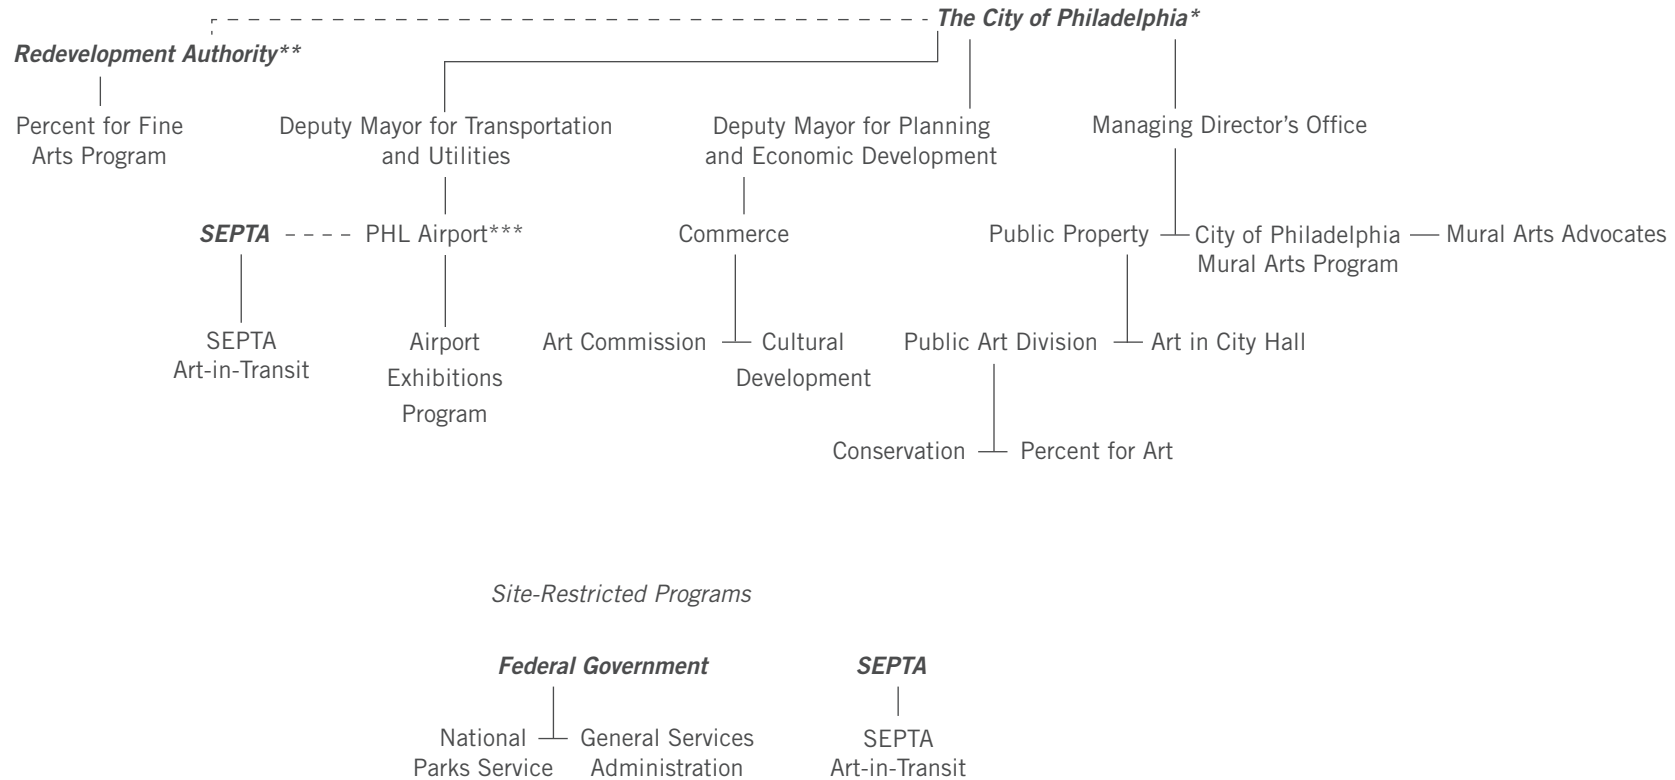 The City of Philadelphia*
Redevelopment Authority**
Percent for Fine
Arts Program
Deputy Mayor for Transportation
and Utilities
Deputy Mayor for Planning
and Economic Development
Managing Director’s Office
SEPTA
PHL Airport***
Commerce
Public Property
City of Philadelphia
Mural Arts Program
Mural Arts Advocates
SEPTA
Art-in-Transit
Airport
Exhibitions
Program
Art Commission
Cultural
Development
Public Art Division
Art in City Hall
Conservation
Percent for Art
Site-Restricted Programs
Federal Government
SEPTA
National
Parks Service
General Services
Administration
SEPTA
Art-in-Transit